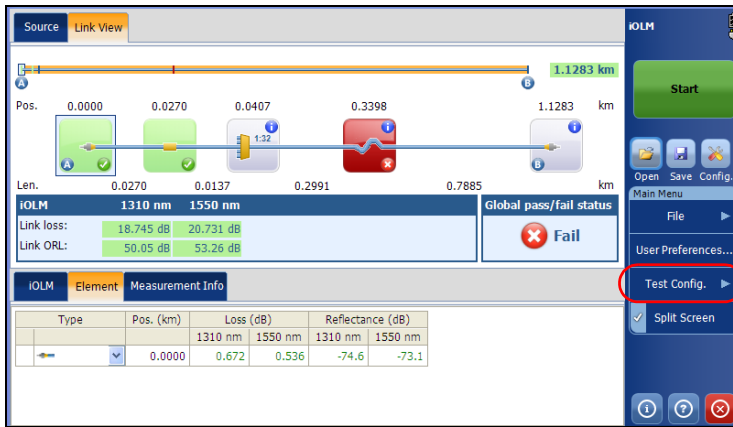 Source Link View
iOLM
1.1283 km
A B
Start
Pos. 0.0000 0.0270 0.0407 0.3398 1.1283 km
1:32
A B
Open Save Config.
Len. 0.0270 0.0137 0.2991 0.7885 km
Main Menu
iOLM 1310 nm 1550 nm Global pass/fail status
File
Link loss: 18.745 dB 20.731 dB
Fail
Link ORL: 50.05 dB 53.26 dB
User Preferences...
iOLM Element Measurement Info
Test Config.
Type Pos. (km) Loss (dB) Reflectance (dB)
Split Screen
1310 nm 1550 nm 1310 nm 1550 nm
0.0000 0.672 0.536 -74.6 -73.1